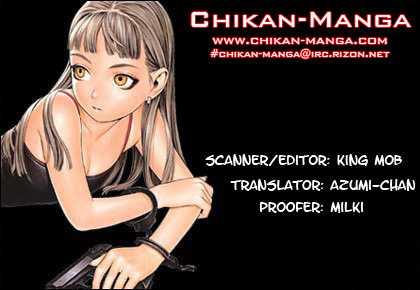 Chikan-Manga
www.chikan-manga.com
#chikan-manga@irc.rizon.net
SCANNER/EDITOR: KING MOB
TRANSLATOR: AZUMI-CHAN
PROOFER: MILKI